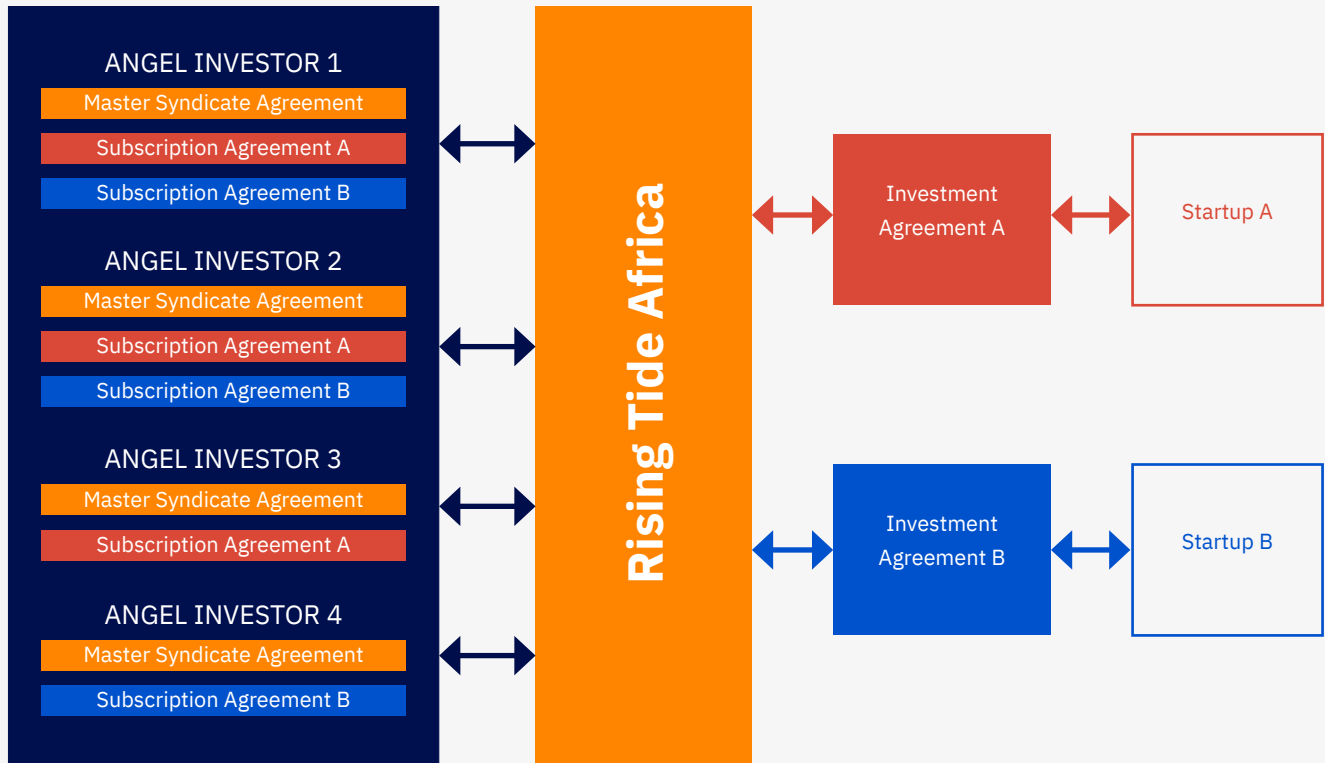 ANGEL INVESTOR 1
Master Syndicate Agreement
Subscription Agreement A
Subscription Agreement B
ANGEL INVESTOR 2
Master Syndicate Agreement
Subscription Agreement A
Subscription Agreement B
ANGEL INVESTOR 3
Master Syndicate Agreement
Subscription Agreement A
ANGEL INVESTOR 4
Master Syndicate Agreement
Subscription Agreement B
Rising Tide Africa
Investment
Agreement A
Startup A
Investment
Agreement B
Startup B